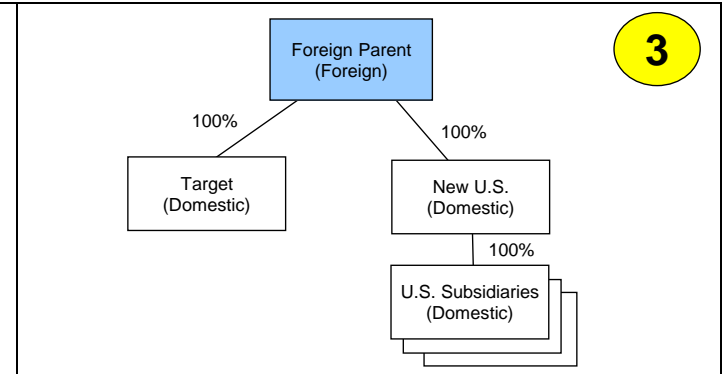 Foreign Parent
(Foreign)
3
100%
100%
Target
(Domestic)
New U.S.
(Domestic)
100%
U.S. Subsidiaries
(Domestic)